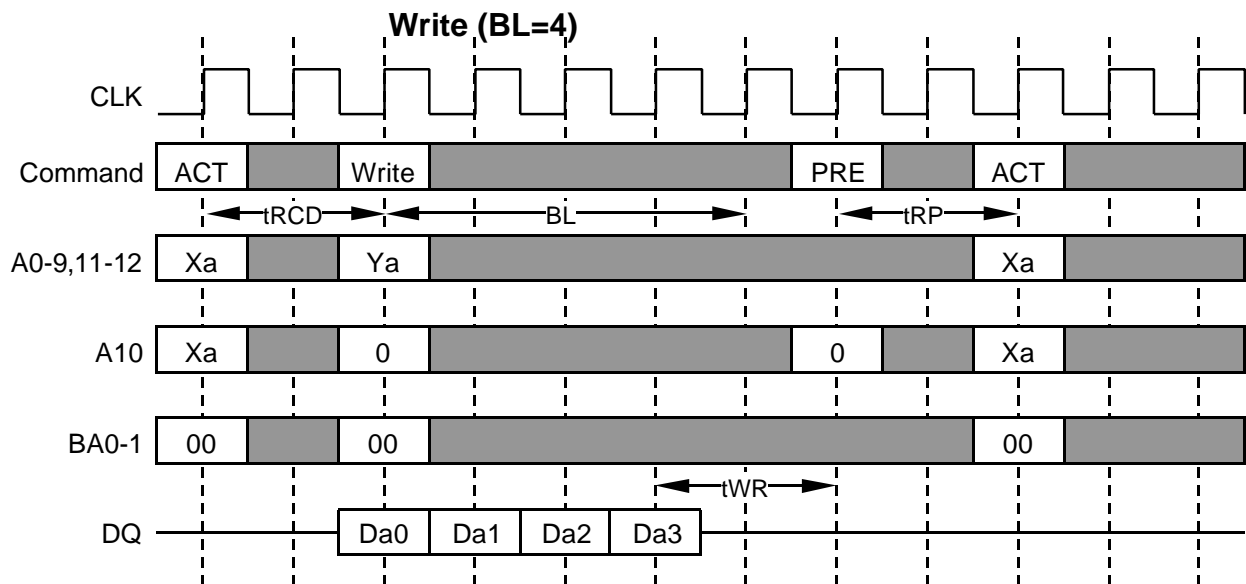 Write (BL=4)
CLK
Command ACT Write PRE ACT
tRCD BL tRP
A0-9,11-12 Xa Ya Xa
A10 Xa 0 0 Xa
BA0-1 00 00 00
tWR
DQ Da0 Da1 Da2 Da3